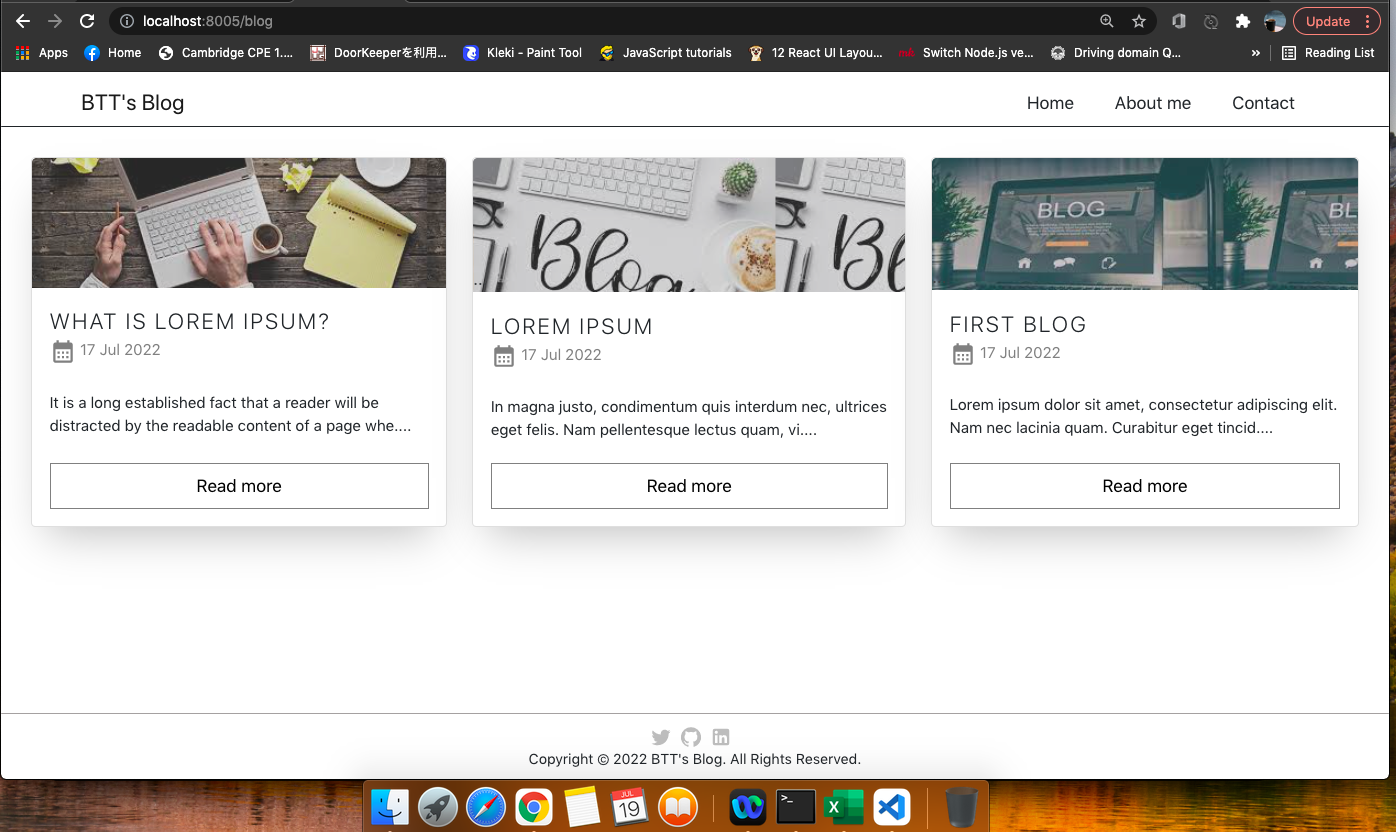 localhost:8005/blog
Update
Apps
Home
Cambridge CPE 1....
DoorKeeperを利用...
Kleki - Paint Tool
JavaScript tutorials
12 React UI Layou...
Switch Node.js ve...
Driving domain Q...
»
Reading List
BTT's Blog
Home
About me
Contact
Blog
Bl
BLOG
BL
WHAT IS LOREM IPSUM?
17 Jul 2022
It is a long established fact that a reader will be
distracted by the readable content of a page whe....
Read more
LOREM IPSUM
17 Jul 2022
In magna justo, condimentum quis interdum nec, ultrices
eget felis. Nam pellentesque lectus quam, vi....
Read more
FIRST BLOG
17 Jul 2022
Lorem ipsum dolor sit amet, consectetur adipiscing elit.
Nam nec lacinia quam. Curabitur eget tincid....
Read more
Copyright © 2022 BTT's Blog. All Rights Reserved.
JUL
19